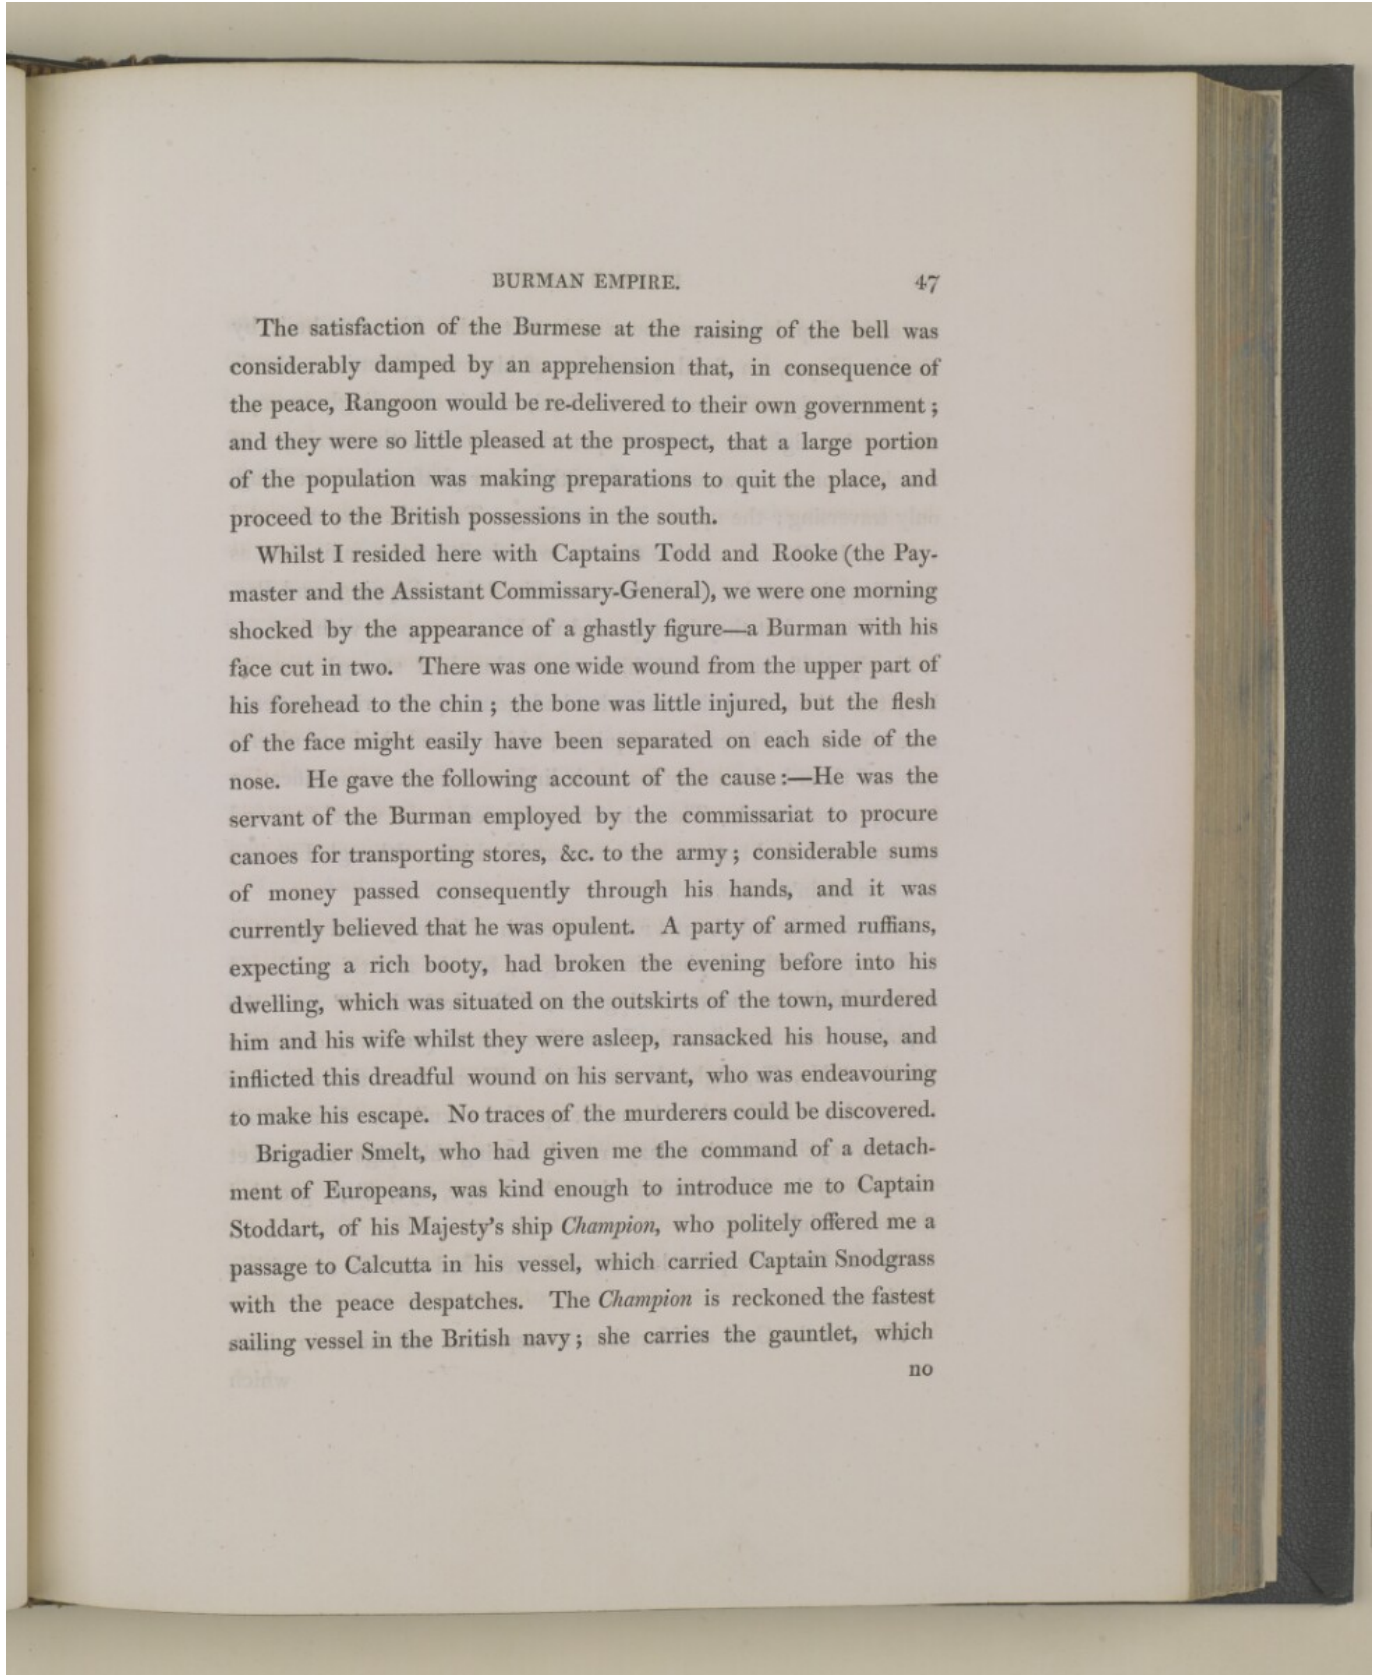 BURMAN EMPIRE. 47
The satisfaction of the Burmese at the raising of the bell was
considerably damped by an apprehension that, in consequence of
the peace, Rangoon would be re-delivered to their own government;
and they were so little pleased at the prospect, that a large portion
of the population was making preparations to quit the place, and
proceed to the British possessions in the south.
Whilst I resided here with Captains Todd and Rooke (the Pay-
master and the Assistant Commissary-General), we were one morning
shocked by the appearance of a ghastly figure—a Burman with his
face cut in two. There was one wide wound from the upper part of
his forehead to the chin; the bone was little injured, but the flesh
of the face might easily have been separated on each side of the
nose. He gave the following account of the cause:—He was the
servant of the Burman employed by the commissariat to procure
canoes for transporting stores, &c. to the army; considerable sums
of money passed consequently through his hands, and it was
currently believed that he was opulent. A party of armed ruffians,
expecting a rich booty, had broken the evening before into his
dwelling, which was situated on the outskirts of the town, murdered
him and his wife whilst they were asleep, ransacked his house, and
inflicted this dreadful wound on his servant, who was endeavouring
to make his escape. No traces of the murderers could be discovered.
Brigadier Smelt, who had given me the command of a detach-
ment of Europeans, was kind enough to introduce me to Captain
Stoddart, of his Majesty's ship Champion, who politely offered me a
passage to Calcutta in his vessel, which carried Captain Snodgrass
with the peace despatches. The Champion is reckoned the fastest
sailing vessel in the British navy; she carries the gauntlet, which
no